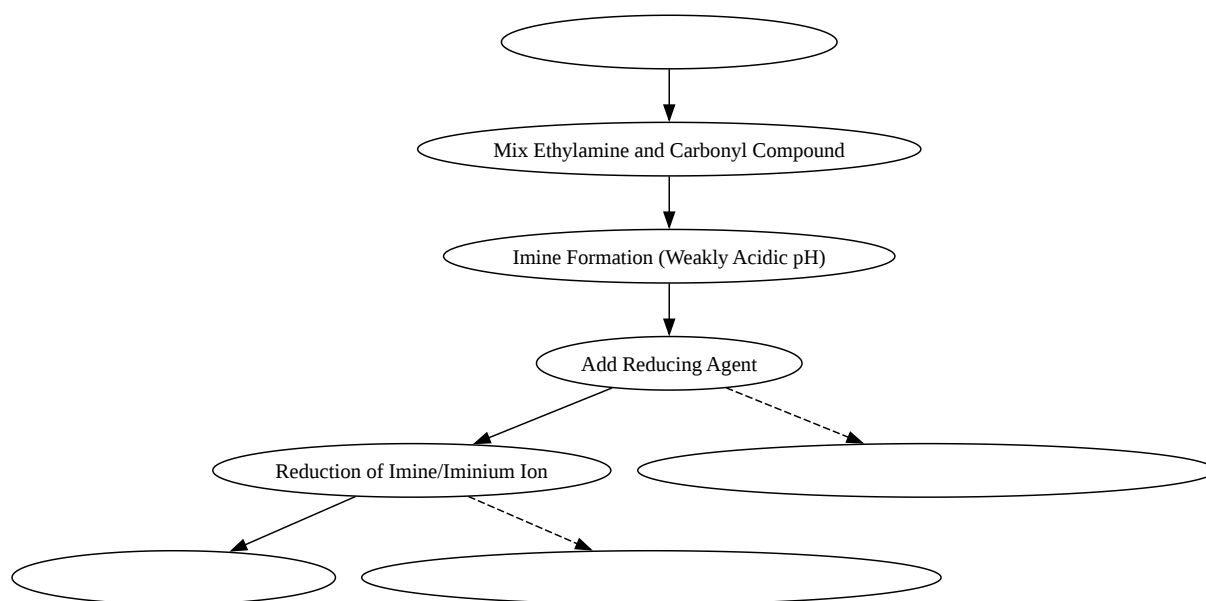 Mix Ethylamine and Carbonyl Compound
Imine Formation (Weakly Acidic pH)
Add Reducing Agent
Reduction of Imine/Iminium Ion